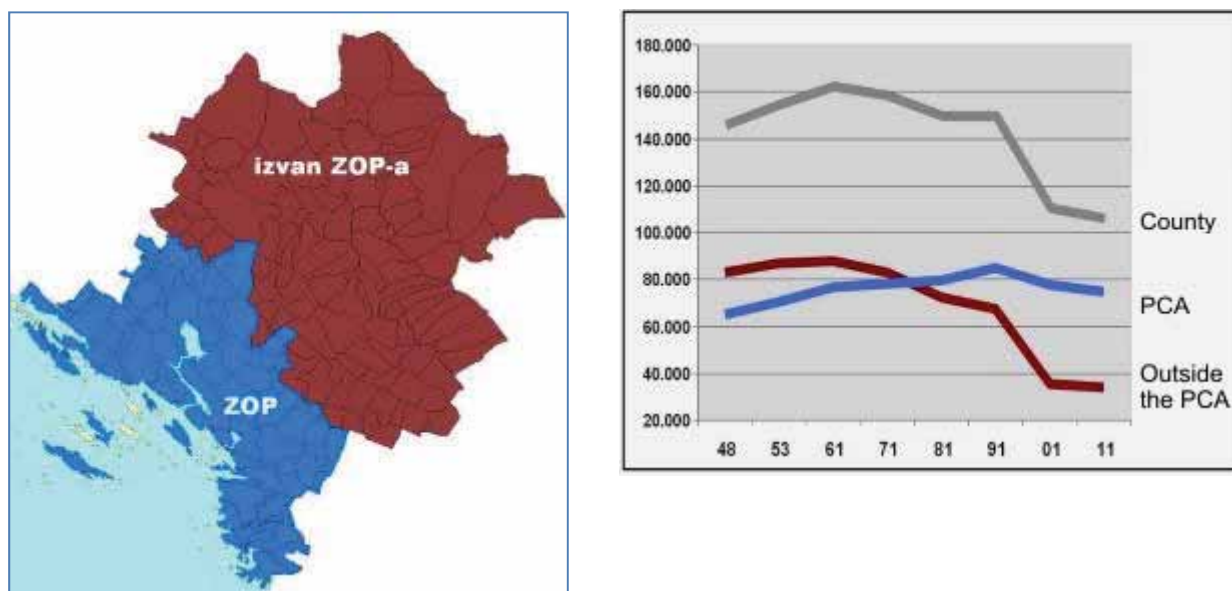 izvan ZOP-a
ZOP
180.000
160.000
140.000
120.000
100.000
80.000
60.000
40.000
20.000
48 53 61 71 81 91 01 11
County
PCA
Outside
the PCA